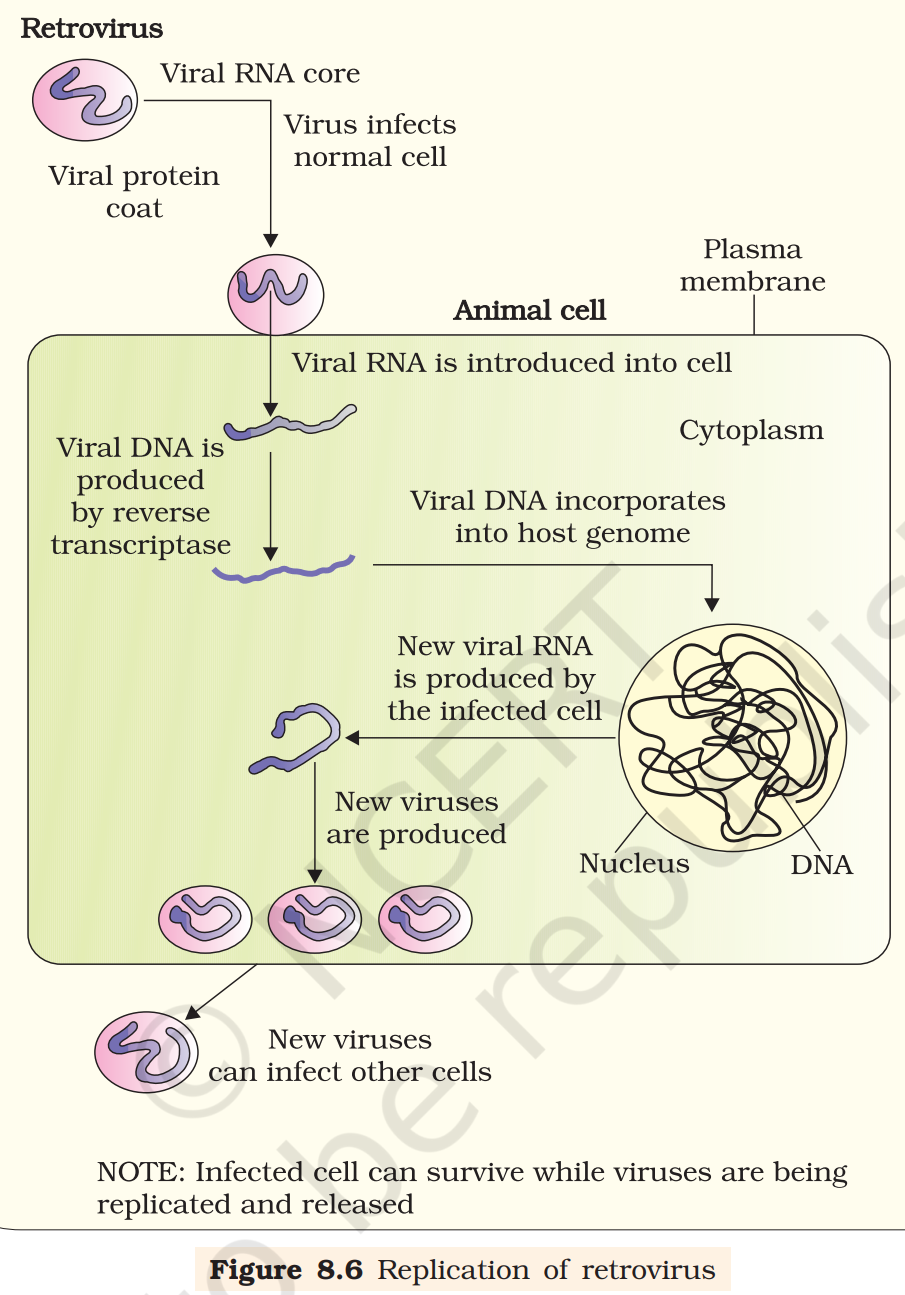 Retrovirus
Viral RNA core
Virus infects
normal cell
Viral protein
coat
Plasma
membrane
Animal cell
Viral RNA is introduced into cell
Cytoplasm
Viral DNA is
produced
by reverse
transcriptase
Viral DNA incorporates
into host genome
New viral RNA
is produced by
the infected cell
New viruses
are produced
Nucleus
DNA
New viruses
can infect other cells
NOTE: Infected cell can survive while viruses are being
replicated and released
Figure 8.6 Replication of retrovirus
© NCERT
to be republish